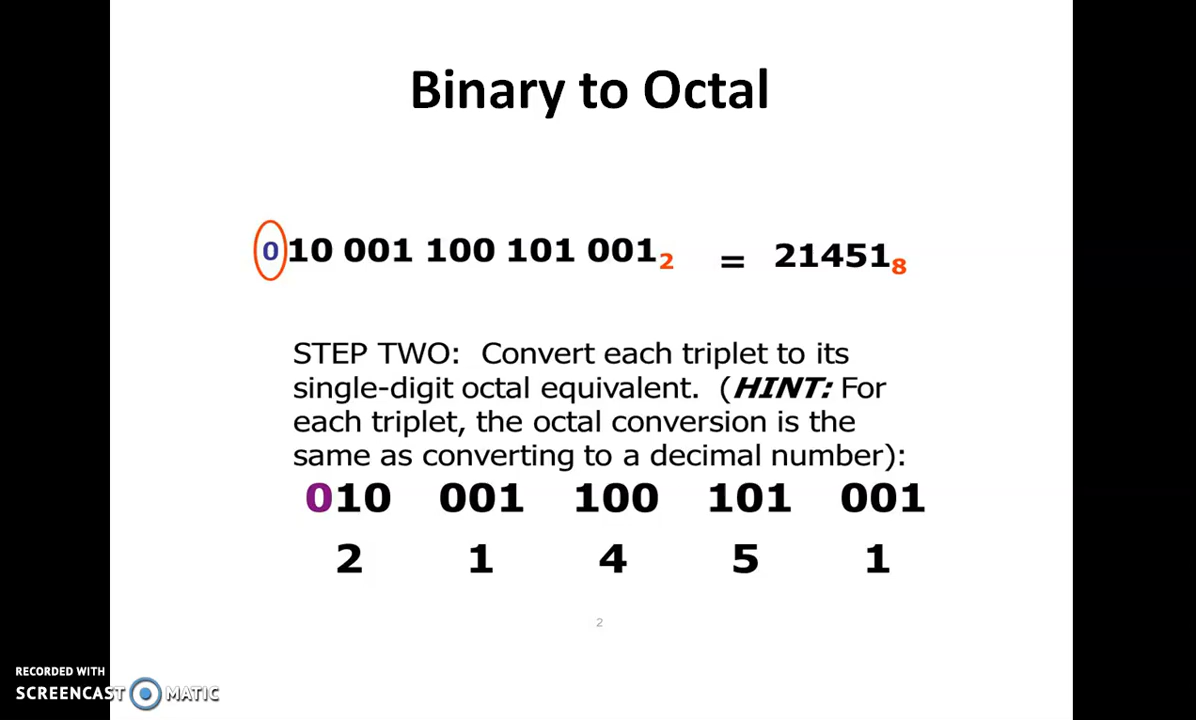 Binary to Octal
010 001 100 101 001₂ = 21451₈
STEP TWO: Convert each triplet to its
single-digit octal equivalent. (HINT: For
each triplet, the octal conversion is the
same as converting to a decimal number):
010 001 100 101 001
2 1 4 5 1
2
RECORDED WITH
SCREENCAST MATIC